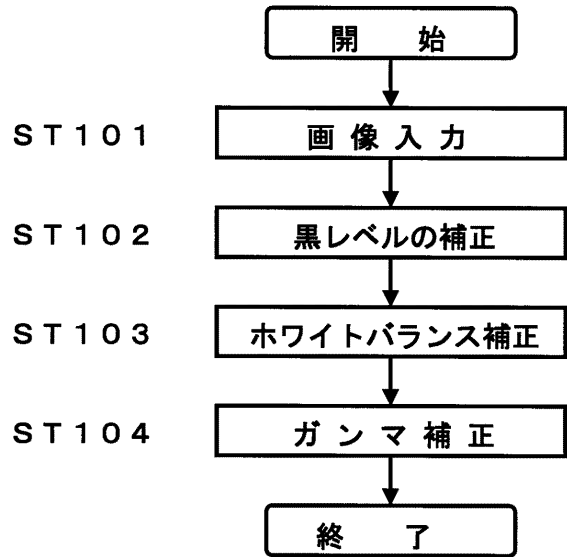 開　始
ＳＴ１０１　画像入力
ＳＴ１０２　黒レベルの補正
ＳＴ１０３　ホワイトバランス補正
ＳＴ１０４　ガンマ補正
終　了